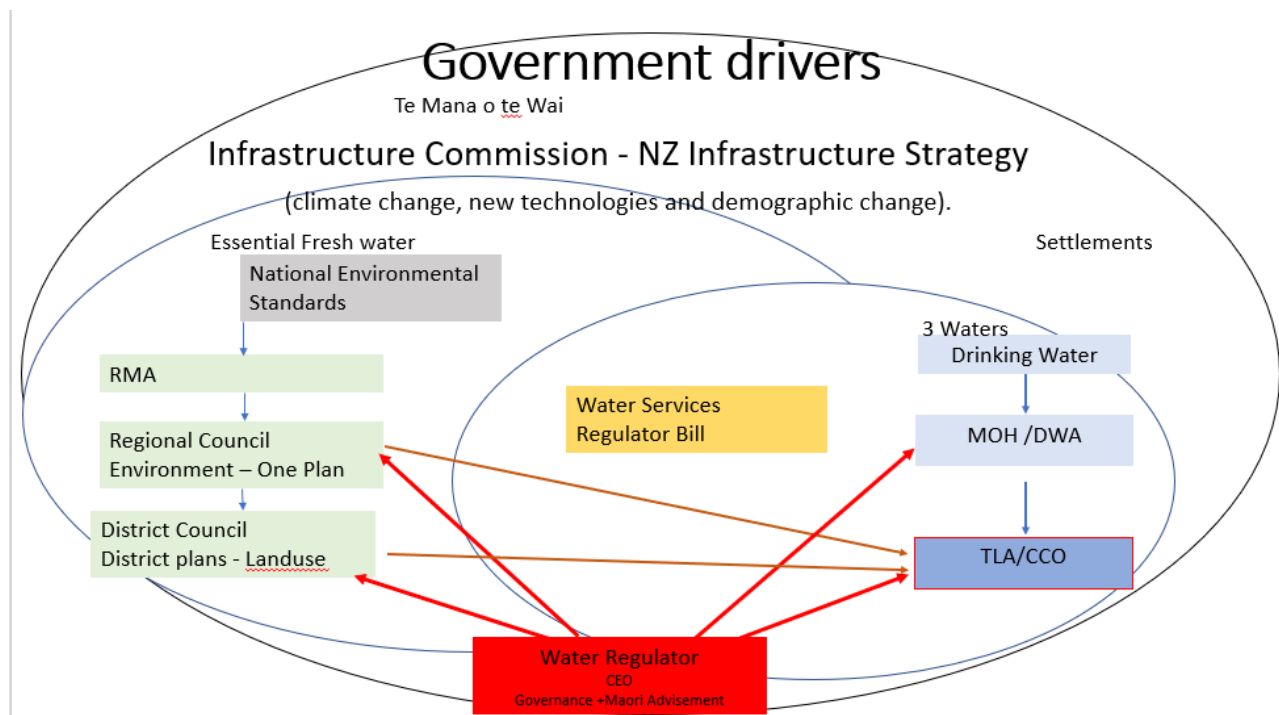 Government drivers
Te Mana o te Wai
Infrastructure Commission - NZ Infrastructure Strategy
(climate change, new technologies and demographic change).
Essential Fresh water
Settlements
National Environmental
Standards
3 Waters
Drinking Water
RMA
Water Services
Regulator Bill
MOH /DWA
Regional Council
Environment – One Plan
District Council
District plans - Landuse
TLA/CCO
Water Regulator
CEO
Governance +Maori Advisement